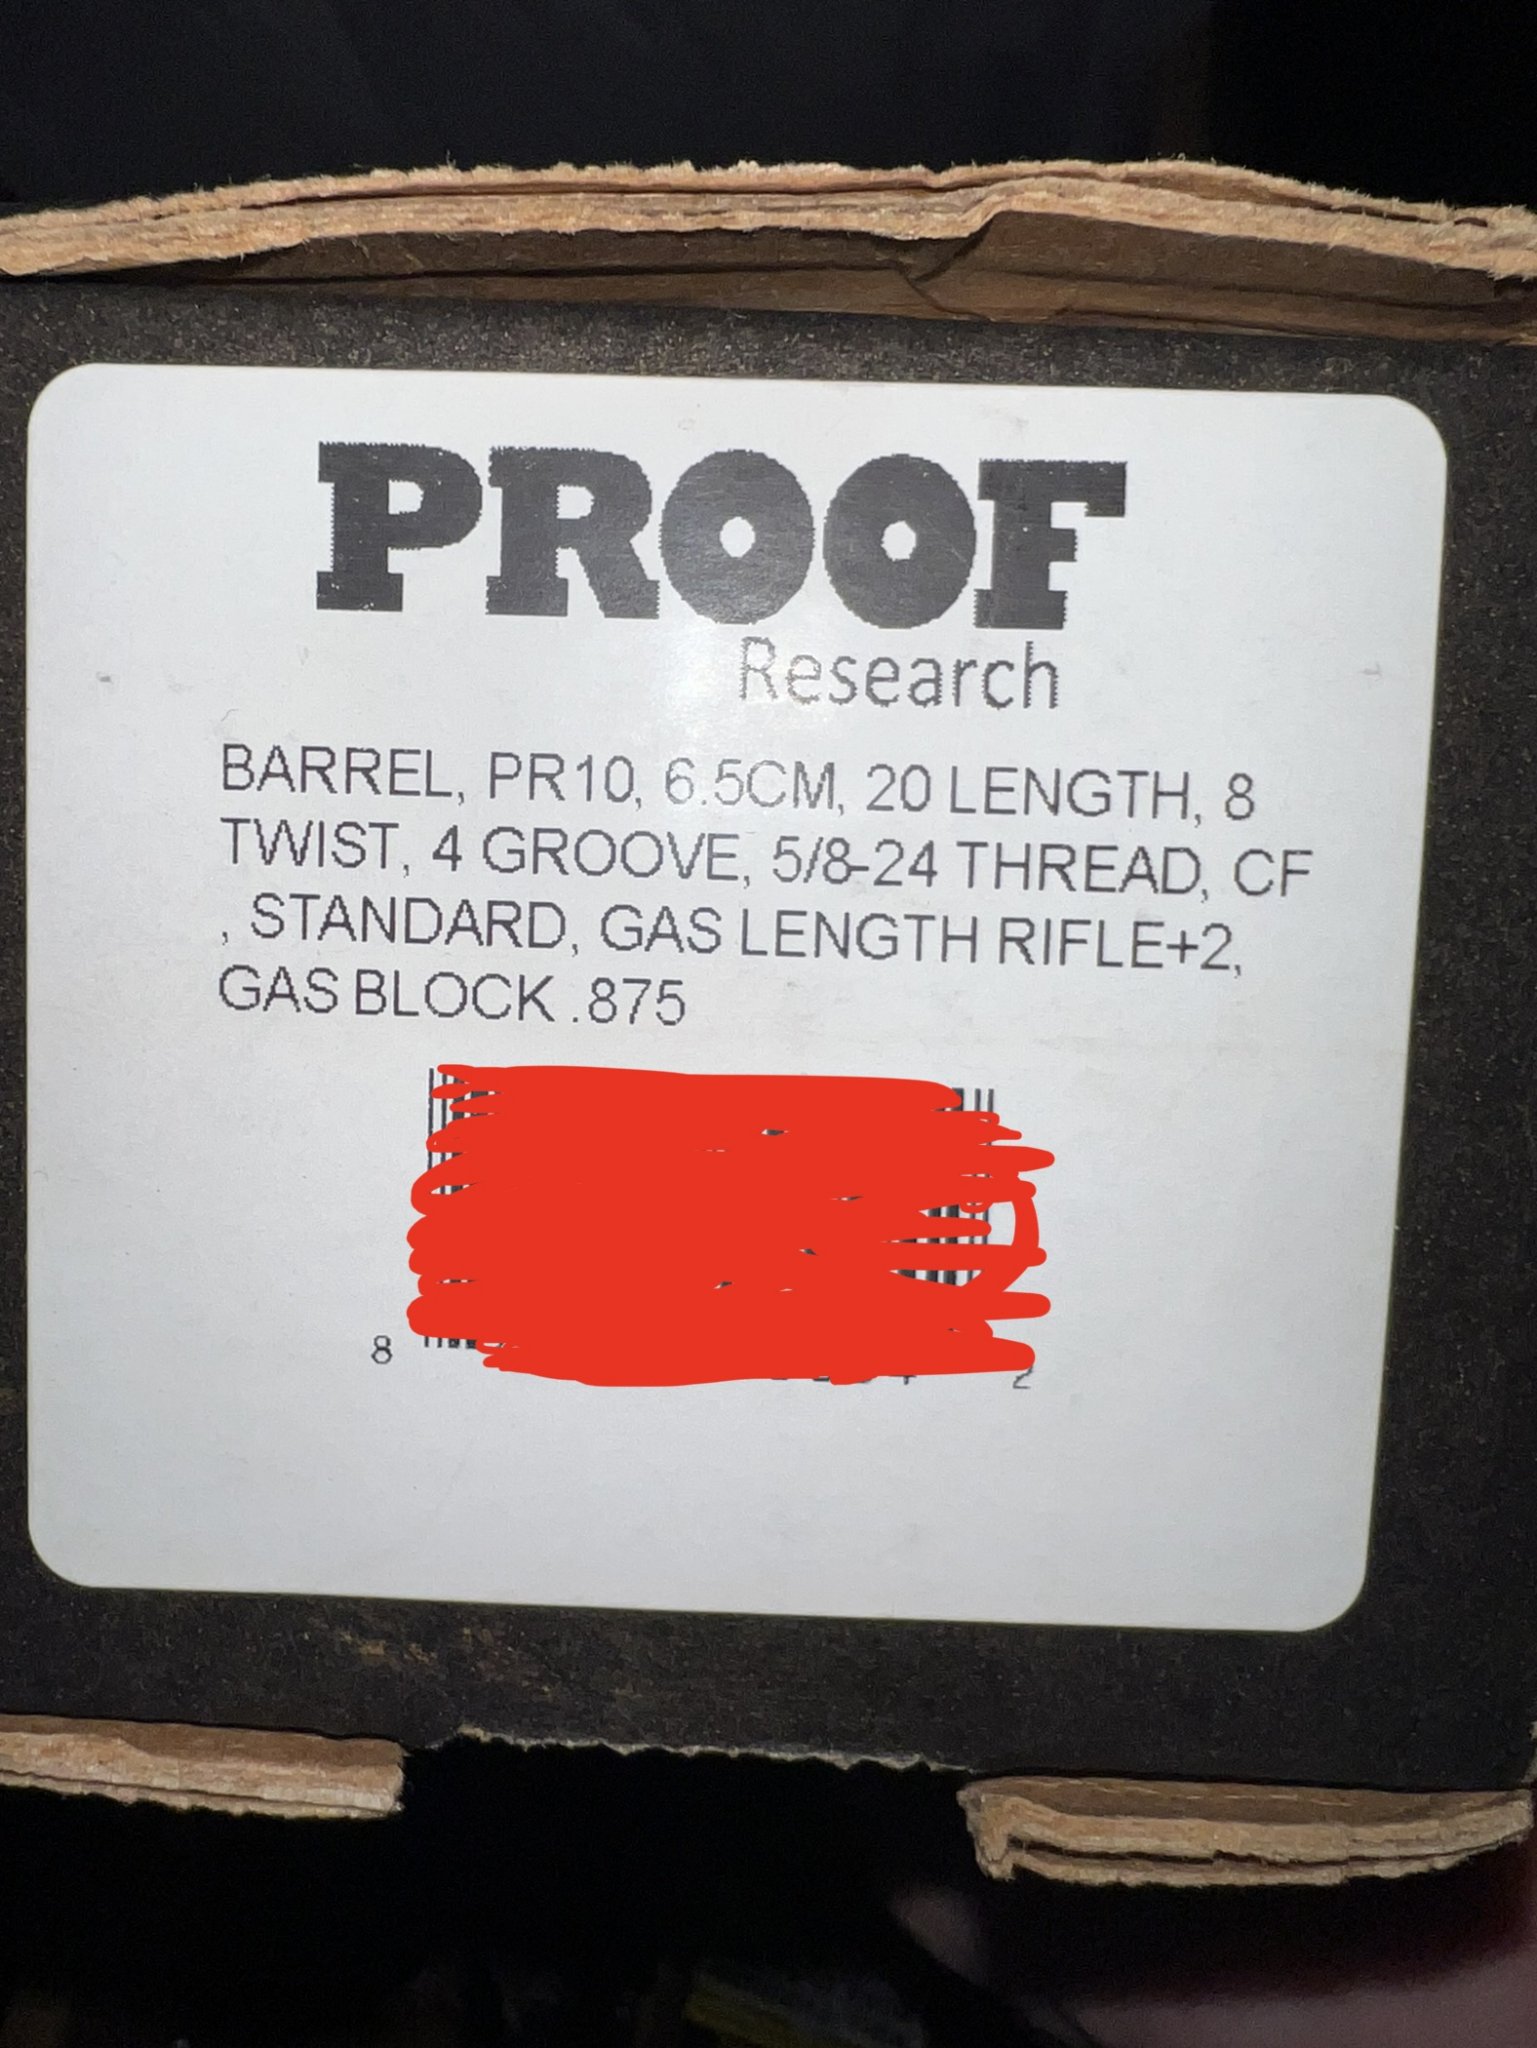 PROOF
Research
BARREL, PR10, 6.5CM, 20 LENGTH, 8
TWIST, 4 GROOVE, 5/8-24 THREAD, CF
, STANDARD, GAS LENGTH RIFLE+2,
GAS BLOCK .875
8 2